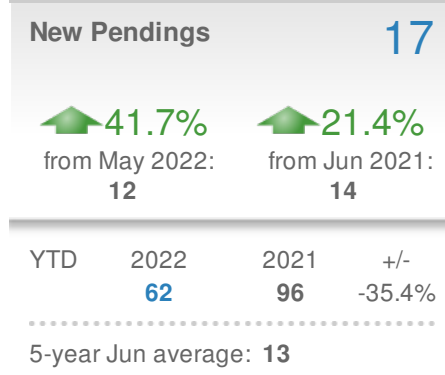 New Pendings 17
41.7% 21.4%
from May 2022: from Jun 2021:
12 14
YTD 2022 2021 +/-
62 96 -35.4%
5-year Jun average: 13